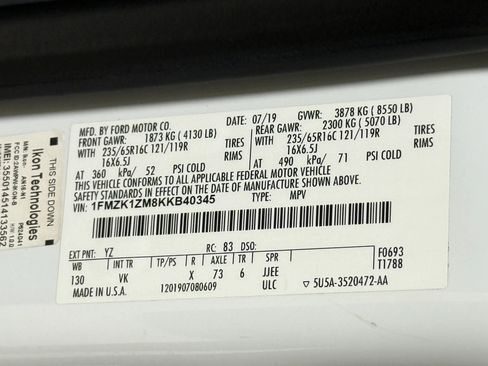 MFD. BY FORD MOTOR CO.
07/19 GVWR: 3878 KG ( 8550 LB)
FRONT GAWR: 1873 KG ( 4130 LB)
REAR GAWR: 2300 KG ( 5070 LB)
WITH 235/65R16C 121/119R TIRES
WITH 235/65R16C 121/119R TIRES
16X6.5J RIMS
16X6.5J RIMS
AT 360 kPa/ 52 PSI COLD
AT 490 kPa/ 71 PSI COLD
THIS VEHICLE CONFORMS TO ALL APPLICABLE FEDERAL MOTOR VEHICLE
SAFETY STANDARDS IN EFFECT ON THE DATE OF MANUFACTURE SHOWN ABOVE.
VIN: 1FMZK1ZM8KKB40345 TYPE: MPV
EXT PNT: YZ RC: 83 DSO: F0693
WB INT TR TP/PS R AXLE TR SPR T1788
130 VK X 73 6 JJEE
MADE IN U.S.A. 1201907080609 ULC
5U5A-3520472-AA
THIS SIDE DOWN
Ikon Technologies
IMEI: 355014514133562